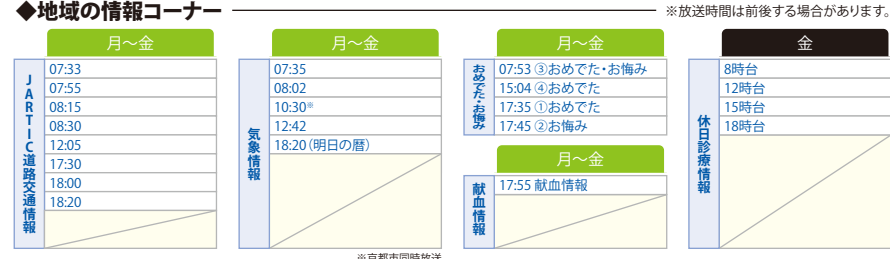 ◆地域の情報コーナー
※放送時間は前後する場合があります。
月～金
JARTIC道路交通情報
07:33
07:55
08:15
08:30
12:05
17:30
18:00
18:20
月～金
気象情報
07:35
08:02
10:30※
12:42
18:20(明日の暦)
※京都市同時放送
月～金
おめでた・お悔み
07:53 ③おめでた・お悔み
15:04 ④おめでた
17:35 ①おめでた
17:45 ②お悔み
月～金
献血情報
17:55 献血情報
金
休日診療情報
8時台
12時台
15時台
18時台